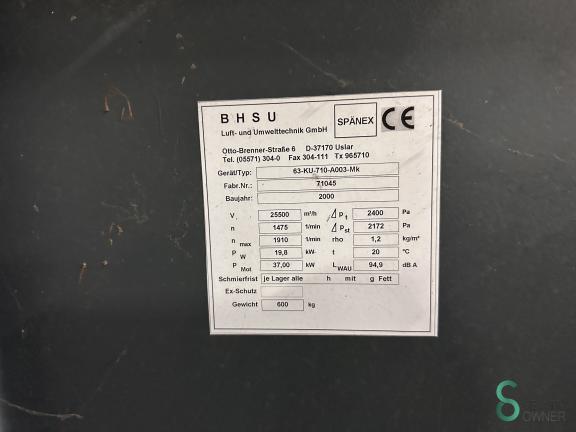 B H S U
Luft- und Umwelttechnik GmbH
SPÄNEX
CE
Otto-Brenner-Straße 6 D-37170 Uslar
Tel. (05571) 304-0 Fax 304-111 Tx 965710
Gerät/Typ: 63-KU-710-A003-Mk
Fabr.Nr.: 71045
Baujahr: 2000
V 25500 m³/h Δ pt 2400 Pa
n 1475 1/min Δ pst 2172 Pa
n max 1910 1/min rho 1,2 kg/m³
P W 19,8 kW t 20 °C
P Mot 37,00 kW L WAU 94,9 dB A
Schmierfrist je Lager alle h mit g Fett
Ex-Schutz
Gewicht 600 kg
OWNER